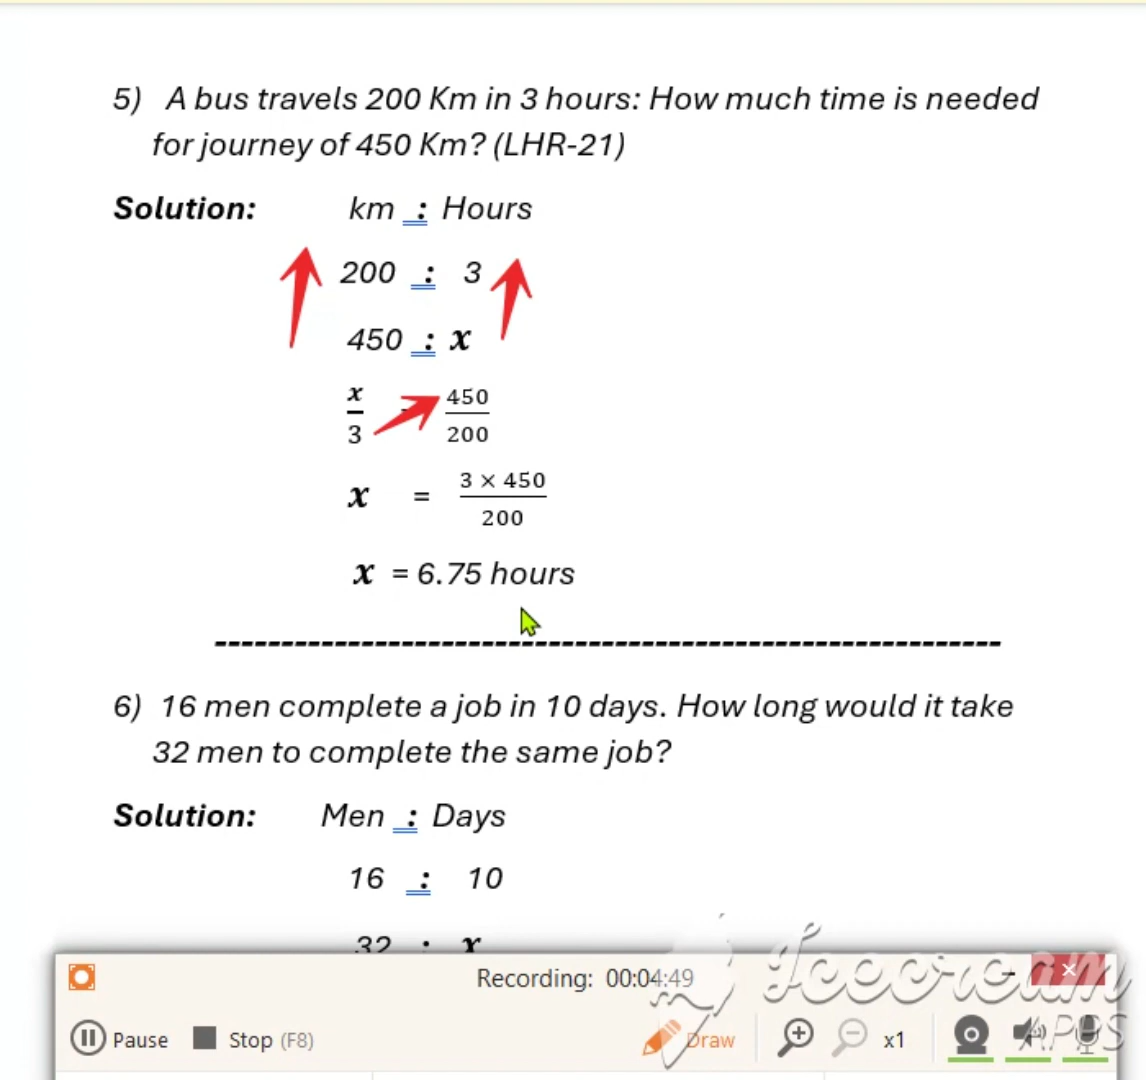 5) A bus travels 200 Km in 3 hours: How much time is needed
for journey of 450 Km? (LHR-21)
Solution: km : Hours
200 : 3
450 : x
x/3 = 450/200
x = 3 × 450/200
x = 6.75 hours
6) 16 men complete a job in 10 days. How long would it take
32 men to complete the same job?
Solution: Men : Days
16 : 10
32 : x
Recording: 00:04:49
Icecream
APPS
Pause Stop (F8) Draw x1